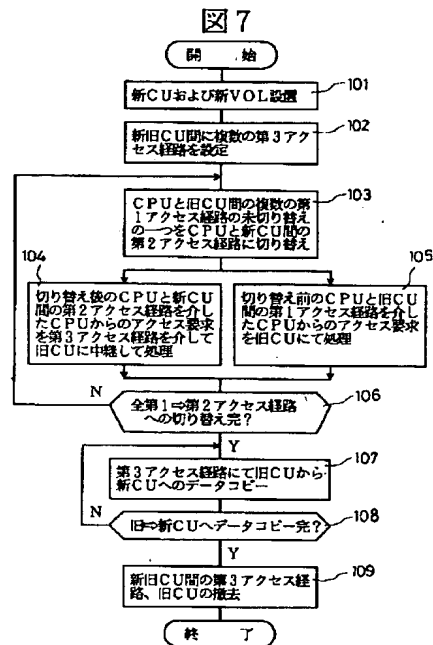 図7
開 始
新CUおよび新VOL設置
101
新旧CU間に複数の第3アク
セス経路を設定
102
CPUと旧CU間の複数の第
1アクセス経路の未切り替え
の一つをCPUと新CU間の
第2アクセス経路に切り替え
103
104
切り替え後のCPUと新CU
間の第2アクセス経路を介し
たCPUからのアクセス要求
を第3アクセス経路を介して
旧CUに中継して処理
105
切り替え前のCPUと旧CU
間の第1アクセス経路を介し
たCPUからのアクセス要求
を旧CUにて処理
N
全第1⇒第2アクセス経路
への切り替え完?
106
Y
第3アクセス経路にて旧CUから
新CUへのデータコピー
107
N
旧⇒新CUへデータコピー完?
108
Y
新旧CU間の第3アクセス経
路、旧CUの撤去
109
終 了